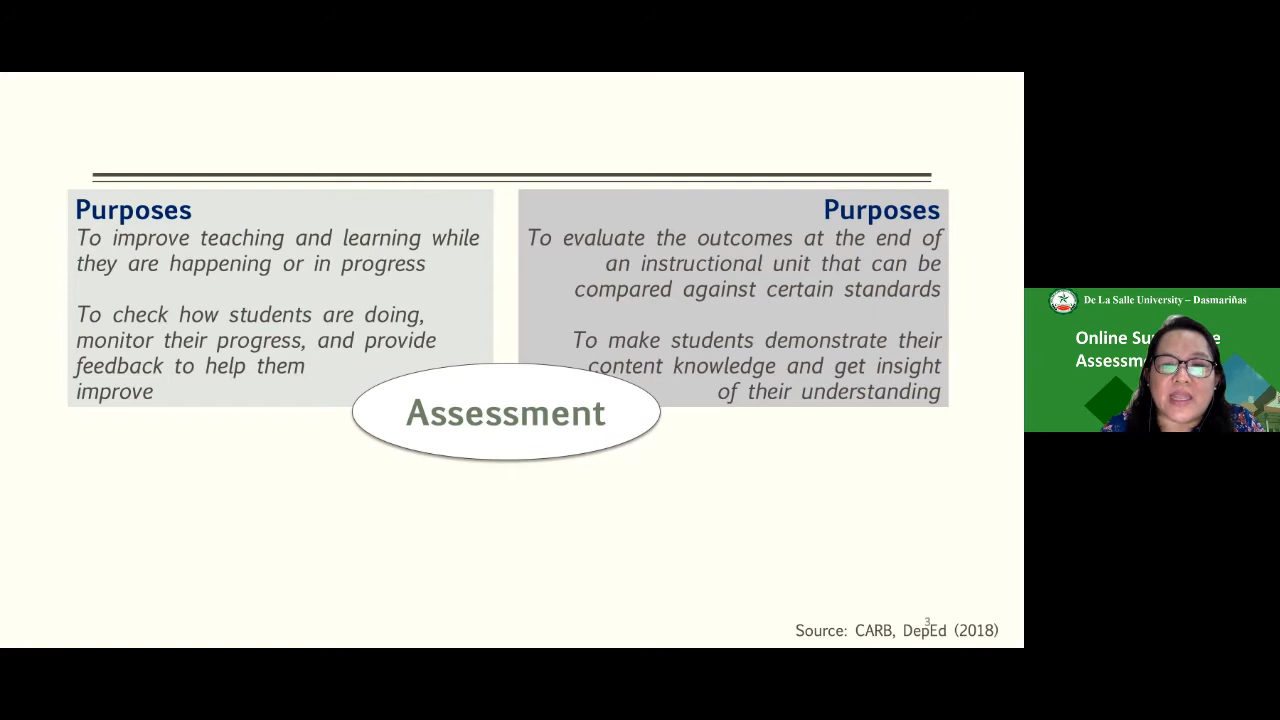 Purposes
To improve teaching and learning while
they are happening or in progress
To check how students are doing,
monitor their progress, and provide
feedback to help them
improve
Purposes
To evaluate the outcomes at the end of
an instructional unit that can be
compared against certain standards
To make students demonstrate their
content knowledge and get insight
of their understanding
Assessment
3
Source: CARB, DepEd (2018)
De La Salle University – Dasmariñas
Online